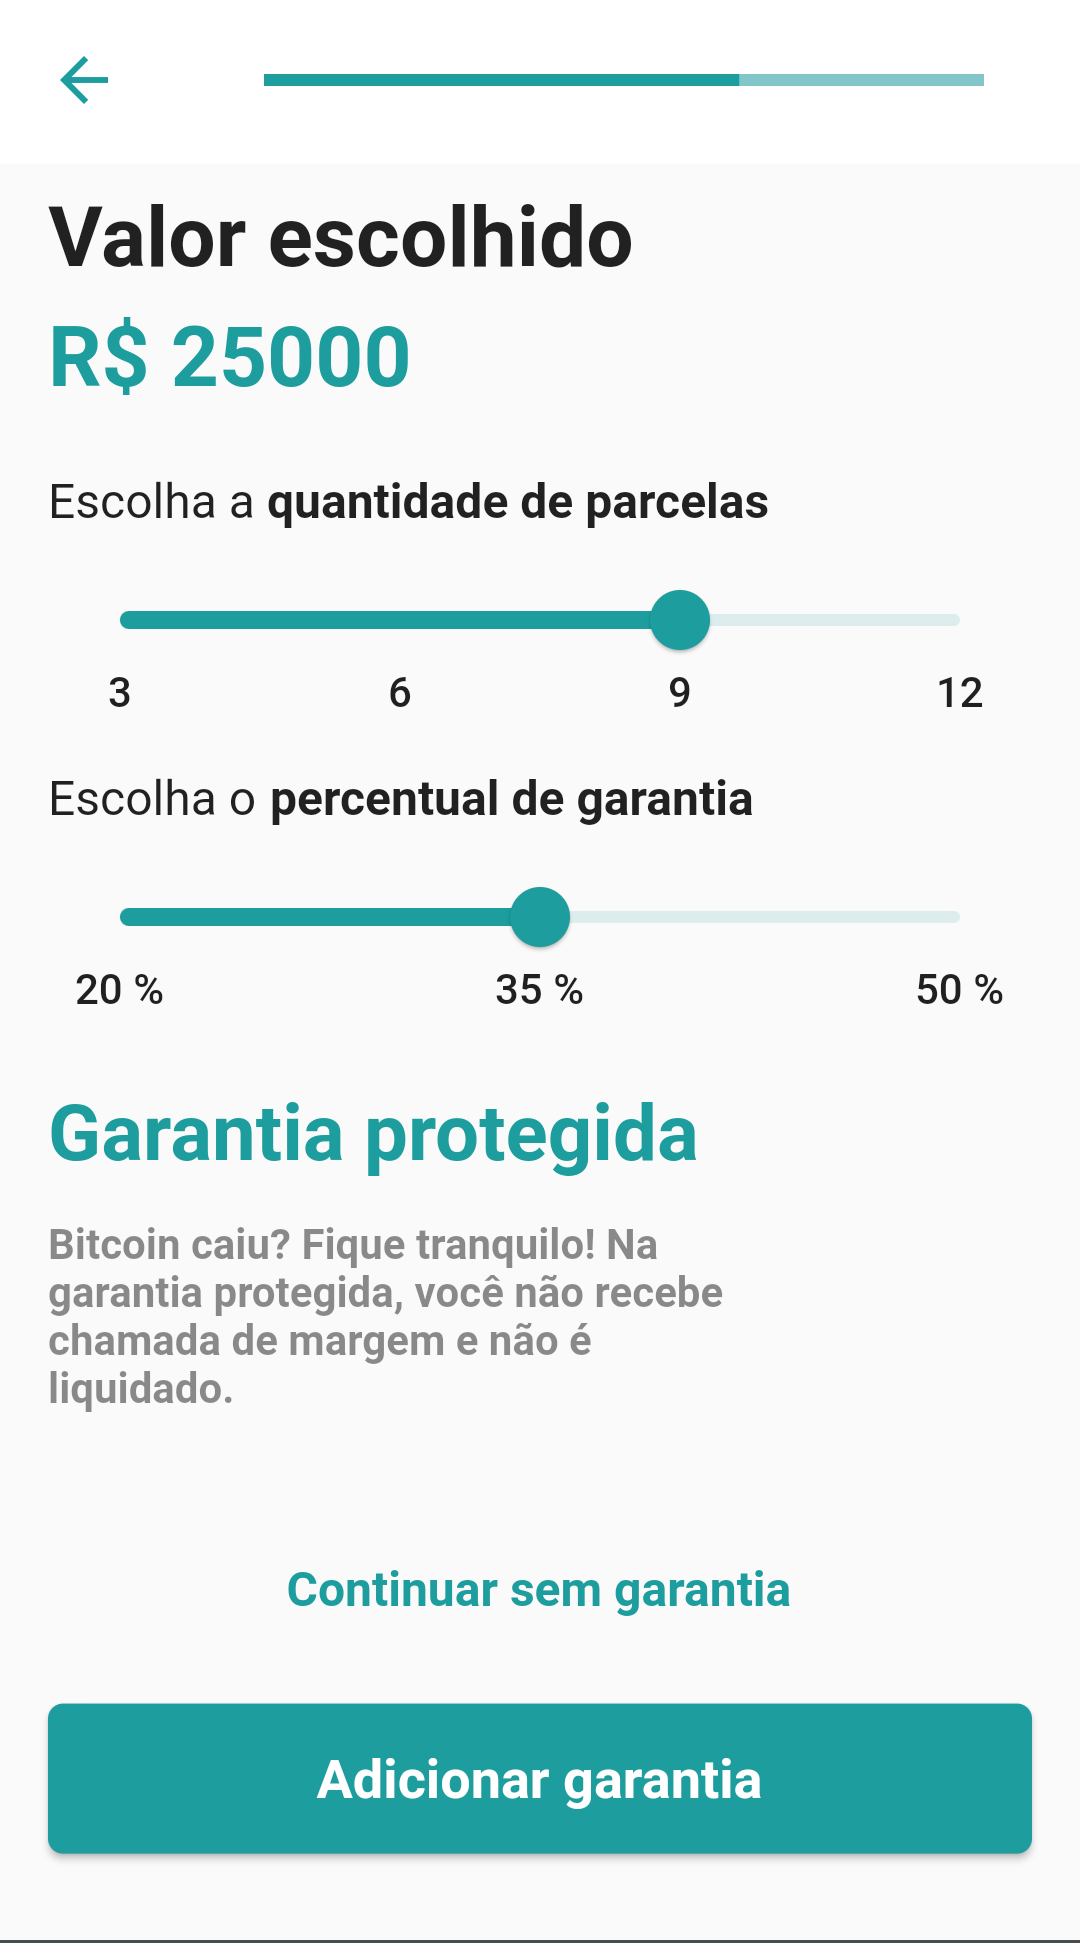 Valor escolhido
R$ 25000
Escolha a quantidade de parcelas
3 6 9 12
Escolha o percentual de garantia
20 % 35 % 50 %
Garantia protegida
Bitcoin caiu? Fique tranquilo! Na
garantia protegida, você não recebe
chamada de margem e não é
liquidado.
Continuar sem garantia
Adicionar garantia